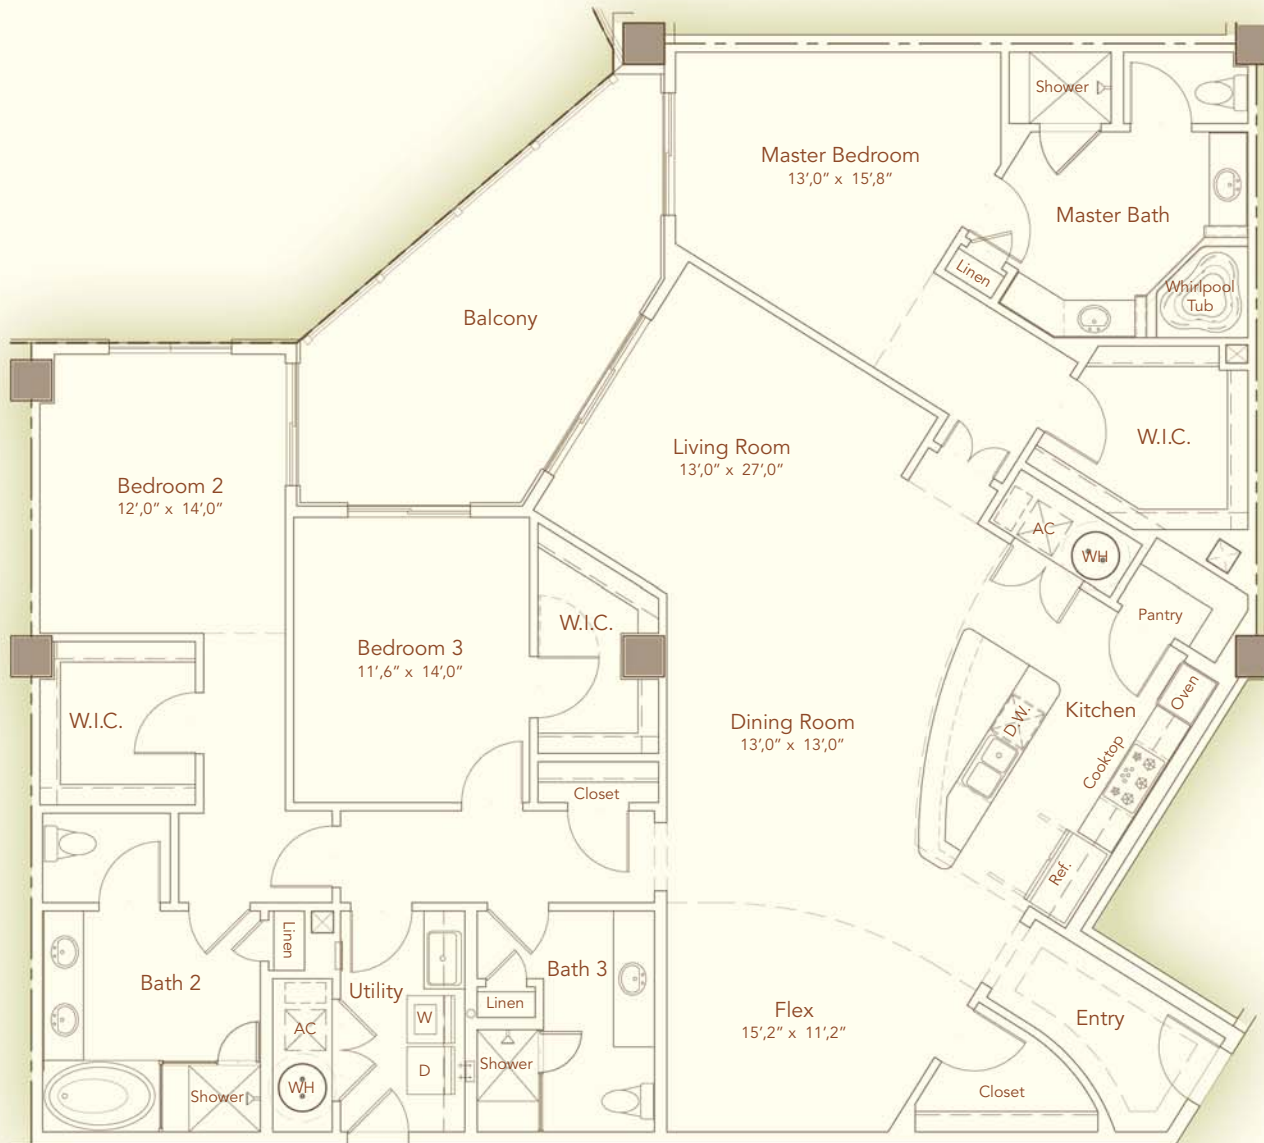 Shower
Master Bedroom
13',0" x 15',8"
Master Bath
Linen
Whirlpool
Tub
Balcony
Living Room
13',0" x 27',0"
W.I.C.
Bedroom 2
12',0" x 14',0"
AC
WH
Pantry
W.I.C.
Bedroom 3
11',6" x 14',0"
Oven
W.I.C.
Dining Room
13',0" x 13',0"
D.W.
Kitchen
Cooktop
Closet
Ref.
Linen
Bath 2
Utility
Bath 3
Linen
W
Flex
15',2" x 11',2"
Entry
AC
D
Shower
WH
Shower
Closet